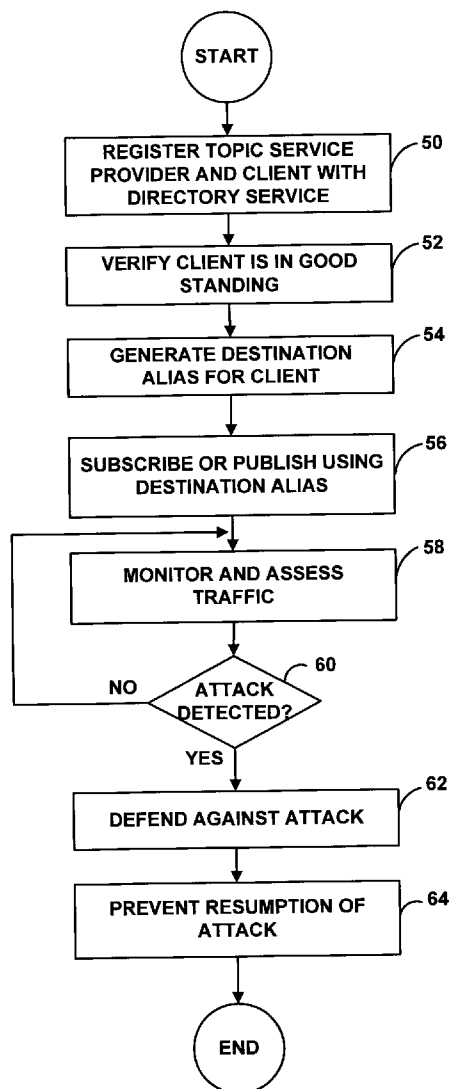 START
REGISTER TOPIC SERVICE
PROVIDER AND CLIENT WITH
DIRECTORY SERVICE
50
VERIFY CLIENT IS IN GOOD
STANDING
52
GENERATE DESTINATION
ALIAS FOR CLIENT
54
SUBSCRIBE OR PUBLISH USING
DESTINATION ALIAS
56
MONITOR AND ASSESS
TRAFFIC
58
ATTACK
DETECTED?
60
NO
YES
DEFEND AGAINST ATTACK
62
PREVENT RESUMPTION OF
ATTACK
64
END